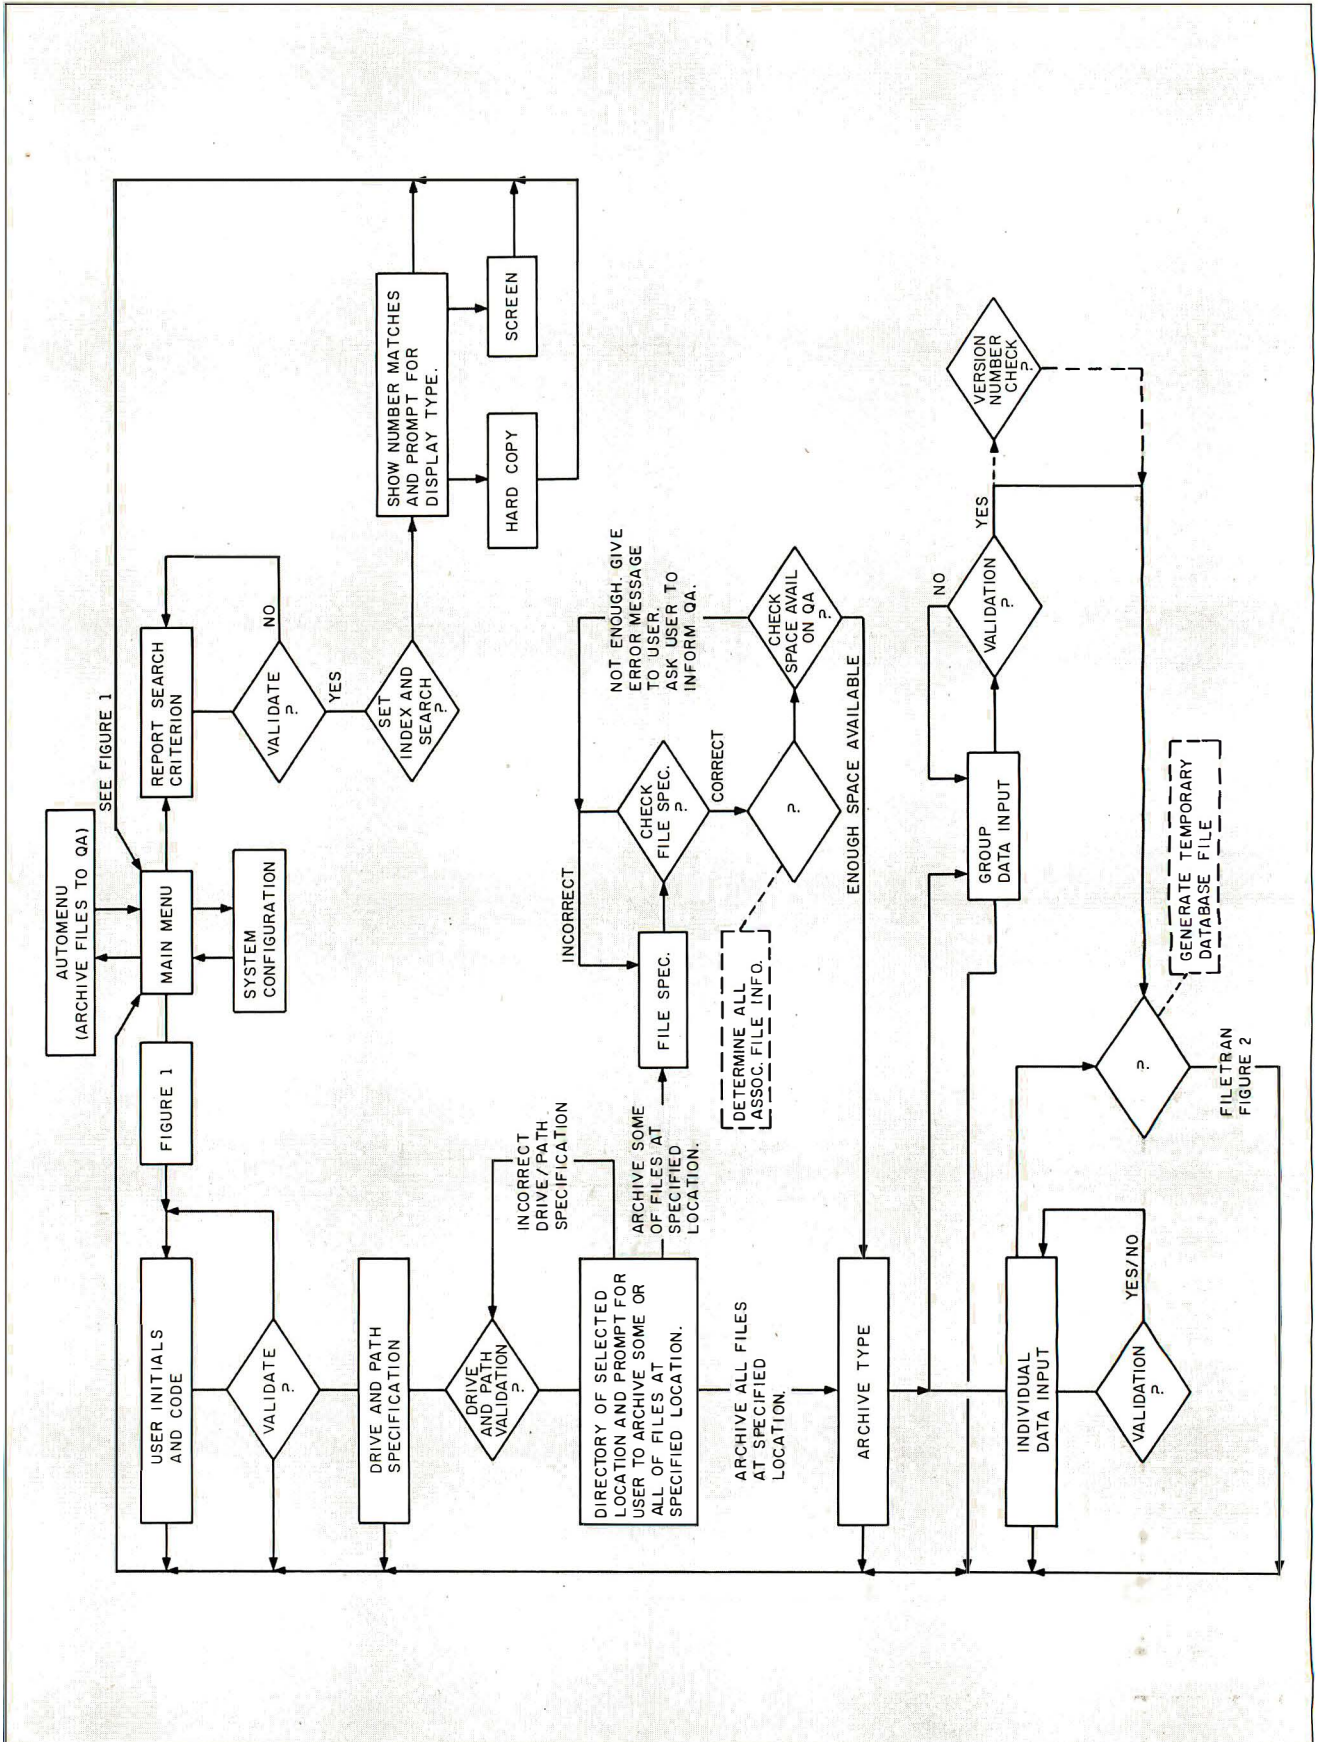 AUTOMENU
(ARCHIVE FILES TO QA)
SEE FIGURE 1
FIGURE 1
MAIN MENU
REPORT SEARCH
CRITERION
SYSTEM
CONFIGURATION
VALIDATE
?
NO
YES
SET
INDEX AND
SEARCH
?
SHOW NUMBER MATCHES
AND PROMPT FOR
DISPLAY TYPE.
HARD COPY
SCREEN
USER INITIALS
AND CODE
VALIDATE
?
DRIVE AND PATH
SPECIFICATION
DRIVE
AND PATH
VALIDATION
?
INCORRECT
DRIVE/PATH
SPECIFICATION
DIRECTORY OF SELECTED
LOCATION AND PROMPT FOR
USER TO ARCHIVE SOME OR
ALL OF FILES AT
SPECIFIED LOCATION.
ARCHIVE SOME
OF FILES AT
SPECIFIED
LOCATION.
INCORRECT
FILE SPEC.
CHECK
FILE SPEC.
?
CORRECT
NOT ENOUGH. GIVE
ERROR MESSAGE
TO USER.
ASK USER TO
INFORM QA.
DETERMINE ALL
ASSOC. FILE INFO.
?
CHECK
SPACE AVAIL
ON QA
?
ENOUGH SPACE AVAILABLE
ARCHIVE ALL FILES
AT SPECIFIED
LOCATION.
ARCHIVE TYPE
GROUP
DATA INPUT
NO
VALIDATION
?
YES
VERSION
NUMBER
CHECK
?
INDIVIDUAL
DATA INPUT
YES/NO
VALIDATION
?
?
GENERATE TEMPORARY
DATABASE FILE
FILETRAN
FIGURE 2